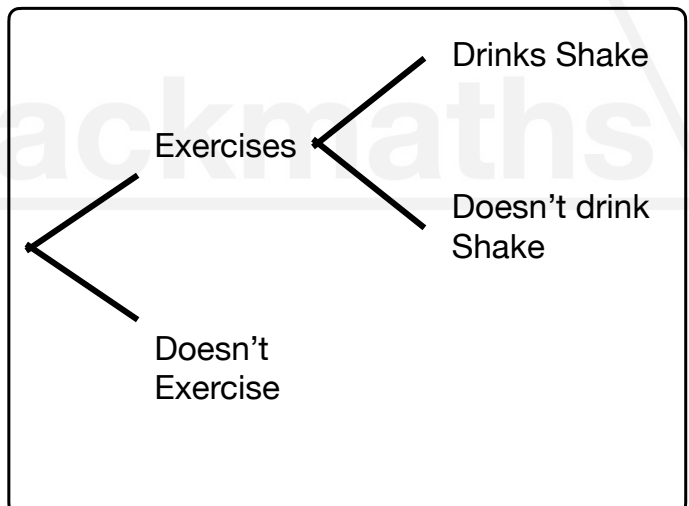 Drinks Shake
Exercises
Doesn't drink
Shake
Doesn't
Exercise